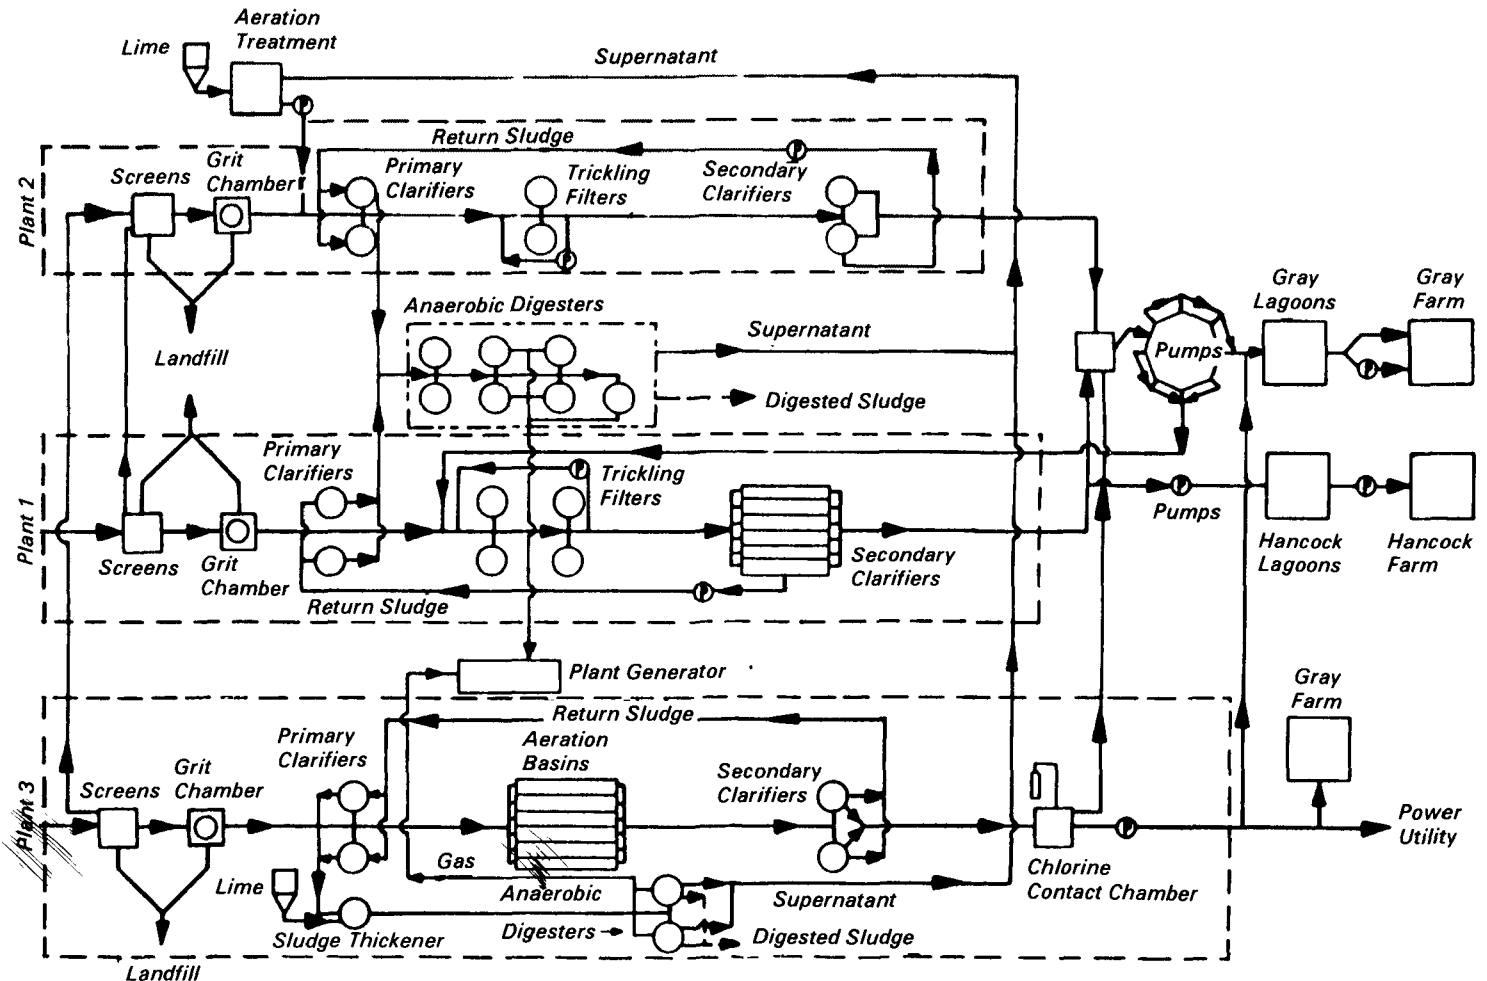 Aeration
Treatment
Lime
Supernatant
Return Sludge
Plant 2
Screens
Grit
Chamber
Primary
Clarifiers
Trickling
Filters
Secondary
Clarifiers
Landfill
Anaerobic Digesters
Supernatant
Digested Sludge
Pumps
Gray
Lagoons
Gray
Farm
Plant 1
Primary
Clarifiers
Trickling
Filters
Screens
Grit
Chamber
Return Sludge
Secondary
Clarifiers
Pumps
Hancock
Lagoons
Hancock
Farm
Plant Generator
Gray
Farm
Plant 3
Return Sludge
Primary
Clarifiers
Aeration
Basins
Screens
Grit
Chamber
Secondary
Clarifiers
Power
Utility
Gas
Lime
Anaerobic
Digesters
Sludge Thickener
Supernatant
Digested Sludge
Chlorine
Contact Chamber
Landfill
P
P
P
P
P
P
P
P
P